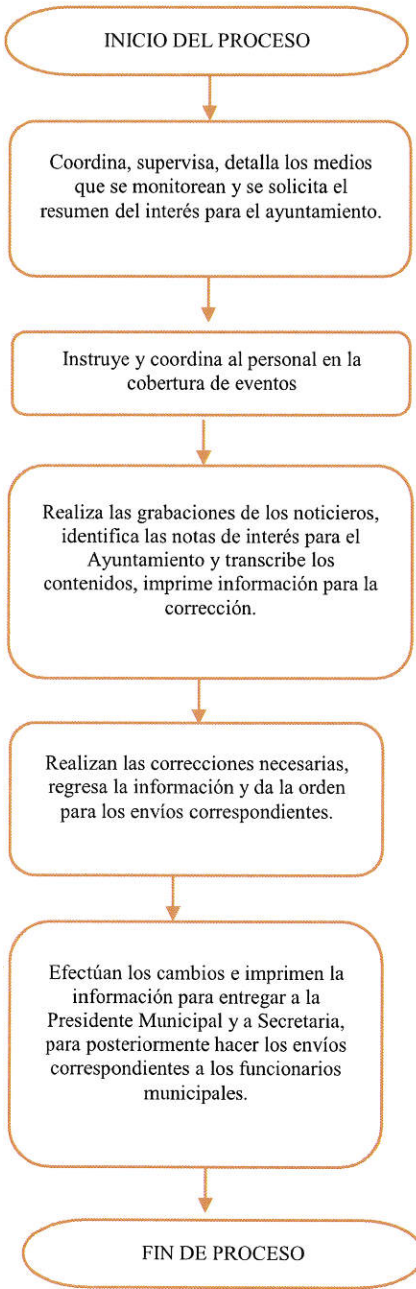 INICIO DEL PROCESO
Coordina, supervisa, detalla los medios
que se monitorean y se solicita el
resumen del interés para el ayuntamiento.
Instruye y coordina al personal en la
cobertura de eventos
Realiza las grabaciones de los noticieros,
identifica las notas de interés para el
Ayuntamiento y transcribe los
contenidos, imprime información para la
corrección.
Realizan las correcciones necesarias,
regresa la información y da la orden
para los envíos correspondientes.
Efectúan los cambios e imprimen la
información para entregar a la
Presidente Municipal y a Secretaria,
para posteriormente hacer los envíos
correspondientes a los funcionarios
municipales.
FIN DE PROCESO